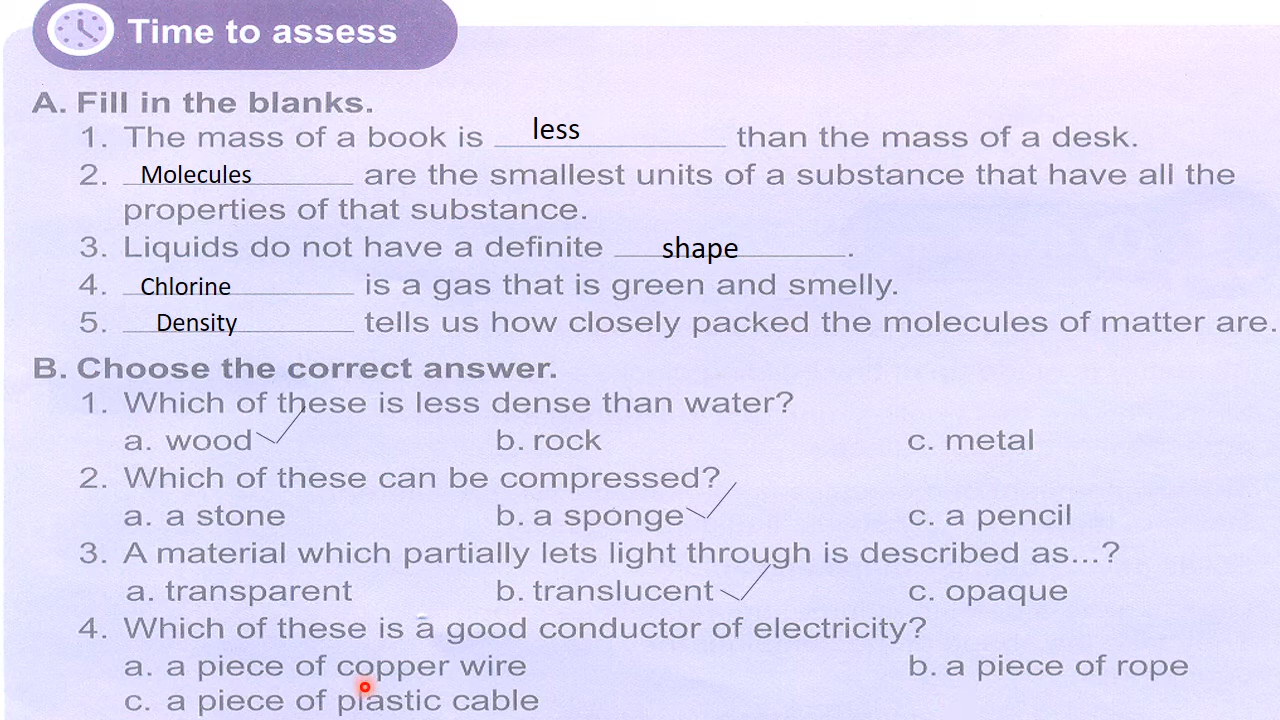 Time to assess
A. Fill in the blanks.
1. The mass of a book is less than the mass of a desk.
2. Molecules are the smallest units of a substance that have all the
properties of that substance.
3. Liquids do not have a definite shape.
4. Chlorine is a gas that is green and smelly.
5. Density tells us how closely packed the molecules of matter are.
B. Choose the correct answer.
1. Which of these is less dense than water?
a. wood b. rock c. metal
2. Which of these can be compressed?
a. a stone b. a sponge c. a pencil
3. A material which partially lets light through is described as...?
a. transparent b. translucent c. opaque
4. Which of these is a good conductor of electricity?
a. a piece of copper wire b. a piece of rope
c. a piece of plastic cable